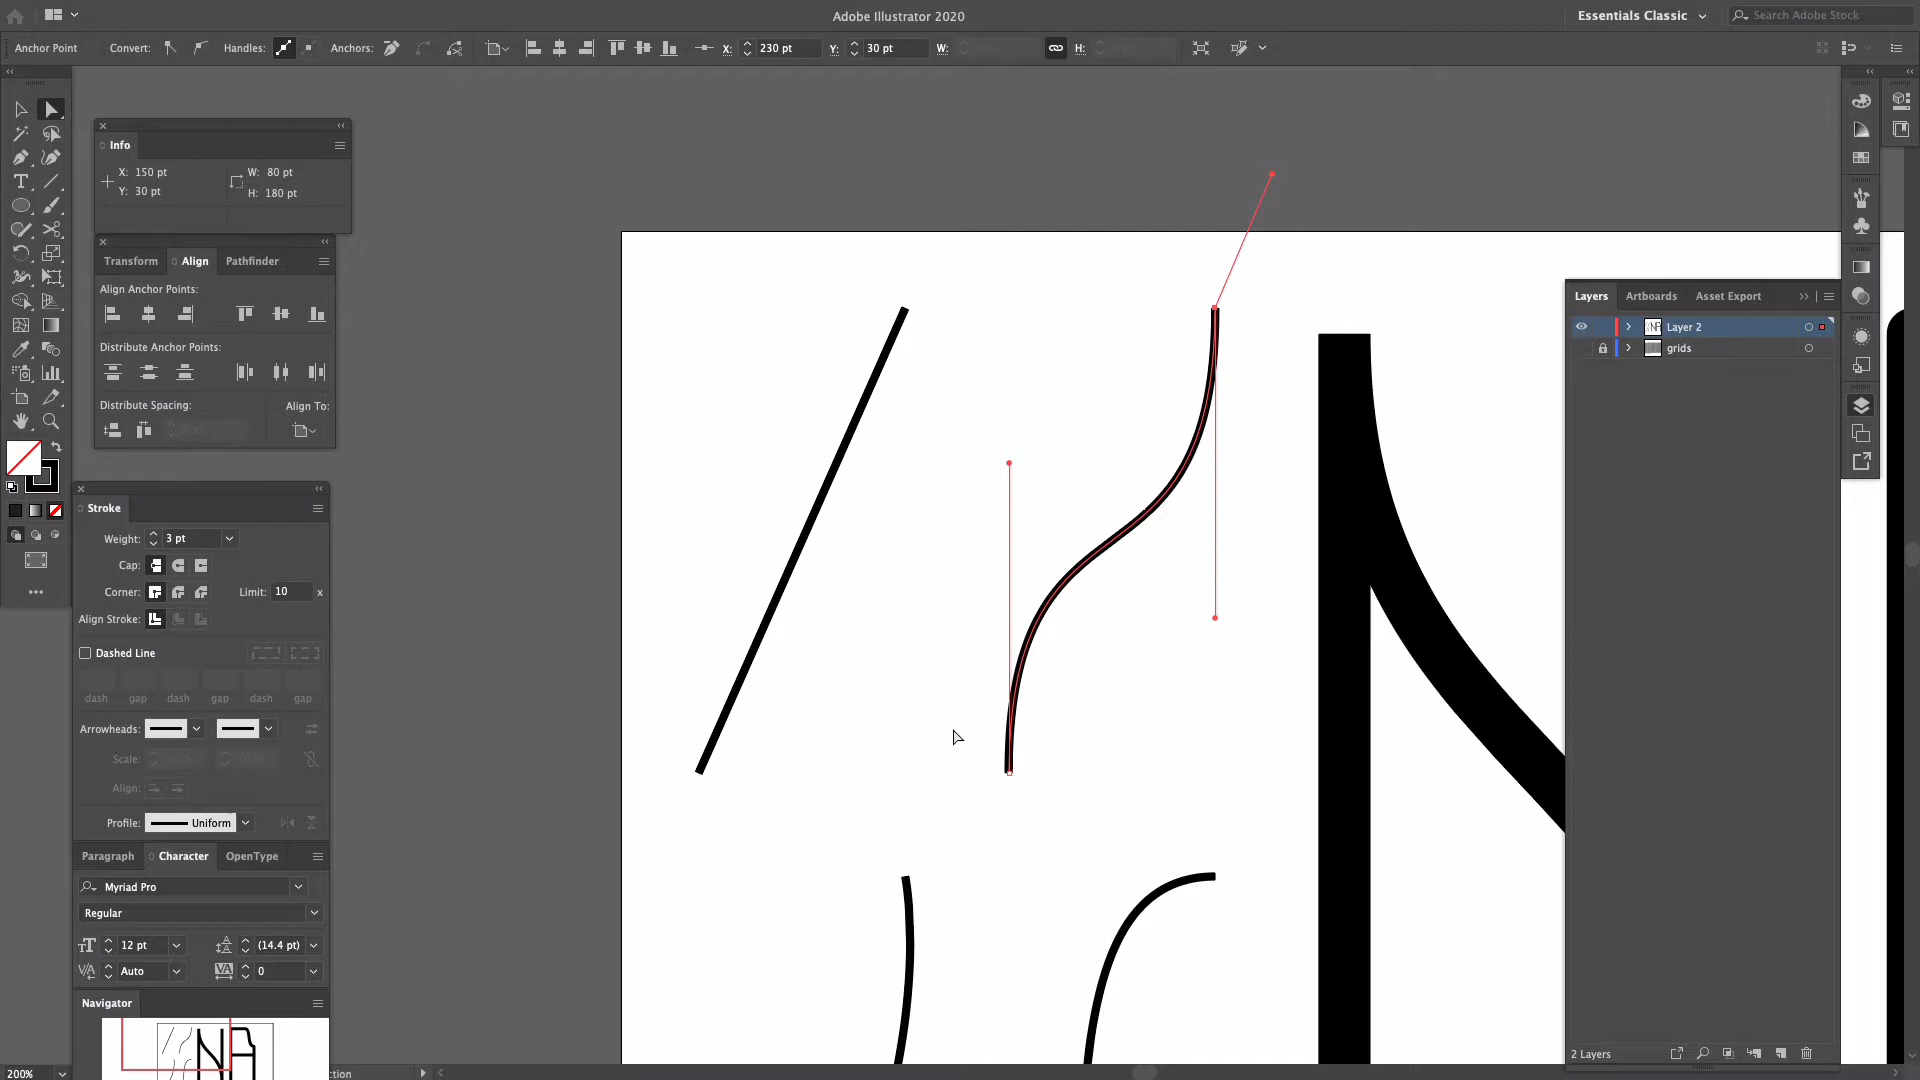 Adobe Illustrator 2020
Essentials Classic
Search Adobe Stock
Anchor Point
Convert:
Handles:
Anchors:
X: 230 pt
Y: 30 pt
W:
H:
Info
X: 150 pt
Y: 30 pt
W: 80 pt
H: 180 pt
Transform
Align
Pathfinder
Align Anchor Points:
Distribute Anchor Points:
Distribute Spacing:
Align To:
Stroke
Weight: 3 pt
Cap:
Corner:
Limit: 10 x
Align Stroke:
Dashed Line
dash gap dash gap dash gap
Arrowheads:
Scale:
Align:
Profile: Uniform
Paragraph
Character
OpenType
Myriad Pro
Regular
12 pt
(14.4 pt)
Auto
0
Navigator
200%
ction
Layers
Artboards
Asset Export
Layer 2
grids
2 Layers